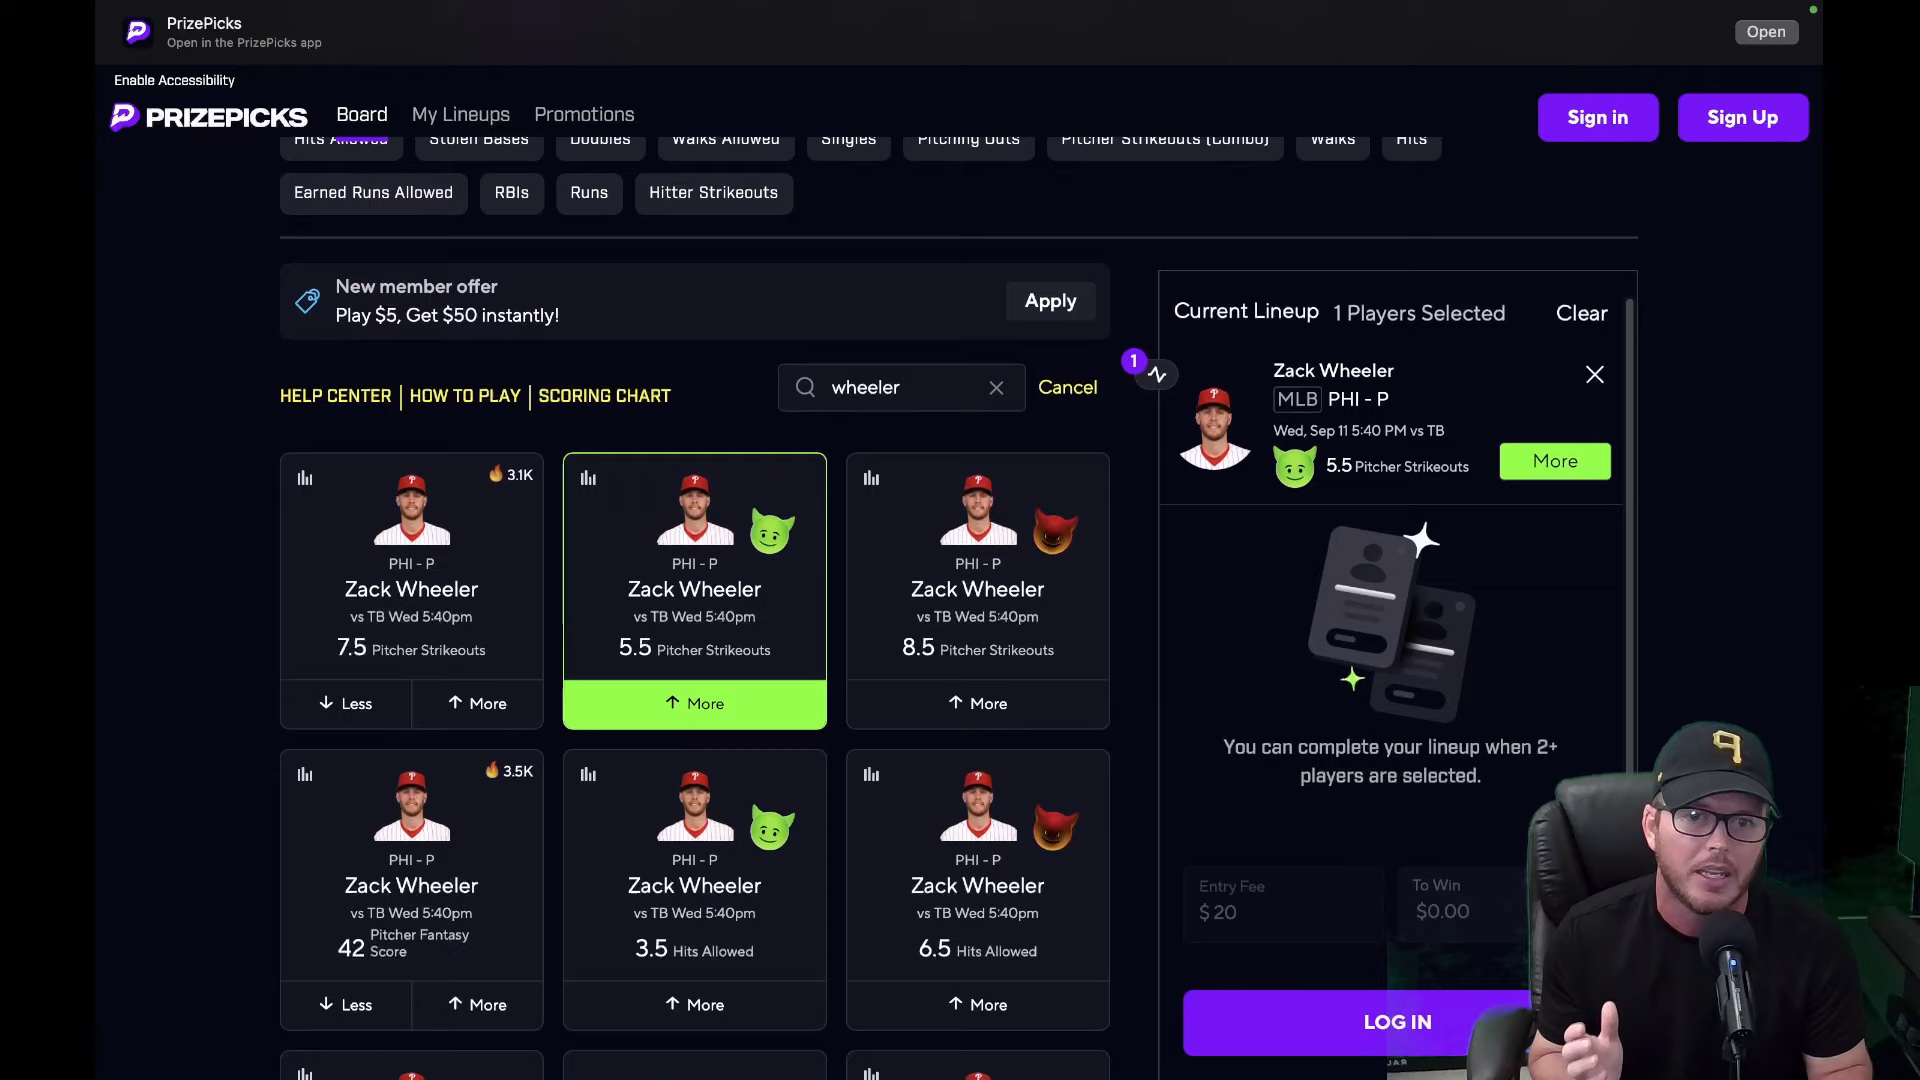 PrizePicks
Open in the PrizePicks app
Open
Enable Accessibility
PRIZEPICKS
Board
My Lineups
Promotions
Sign in
Sign Up
Hits Allowed
Stolen Bases
Doubles
Walks Allowed
Singles
Pitching Outs
Pitcher Strikeouts (Combo)
Walks
Hits
Earned Runs Allowed
RBIs
Runs
Hitter Strikeouts
New member offer
Play $5, Get $50 instantly!
Apply
HELP CENTER
HOW TO PLAY
SCORING CHART
wheeler
Cancel
3.1K
PHI - P
Zack Wheeler
vs TB Wed 5:40pm
7.5 Pitcher Strikeouts
Less
More
PHI - P
Zack Wheeler
vs TB Wed 5:40pm
5.5 Pitcher Strikeouts
More
PHI - P
Zack Wheeler
vs TB Wed 5:40pm
8.5 Pitcher Strikeouts
More
3.5K
PHI - P
Zack Wheeler
vs TB Wed 5:40pm
42 Pitcher Fantasy
Score
Less
More
PHI - P
Zack Wheeler
vs TB Wed 5:40pm
3.5 Hits Allowed
More
PHI - P
Zack Wheeler
vs TB Wed 5:40pm
6.5 Hits Allowed
More
Current Lineup
1 Players Selected
Clear
1
Zack Wheeler
MLB PHI - P
Wed, Sep 11 5:40 PM vs TB
5.5 Pitcher Strikeouts
More
You can complete your lineup when 2+
players are selected.
Entry Fee
$ 20
To Win
$0.00
LOG IN